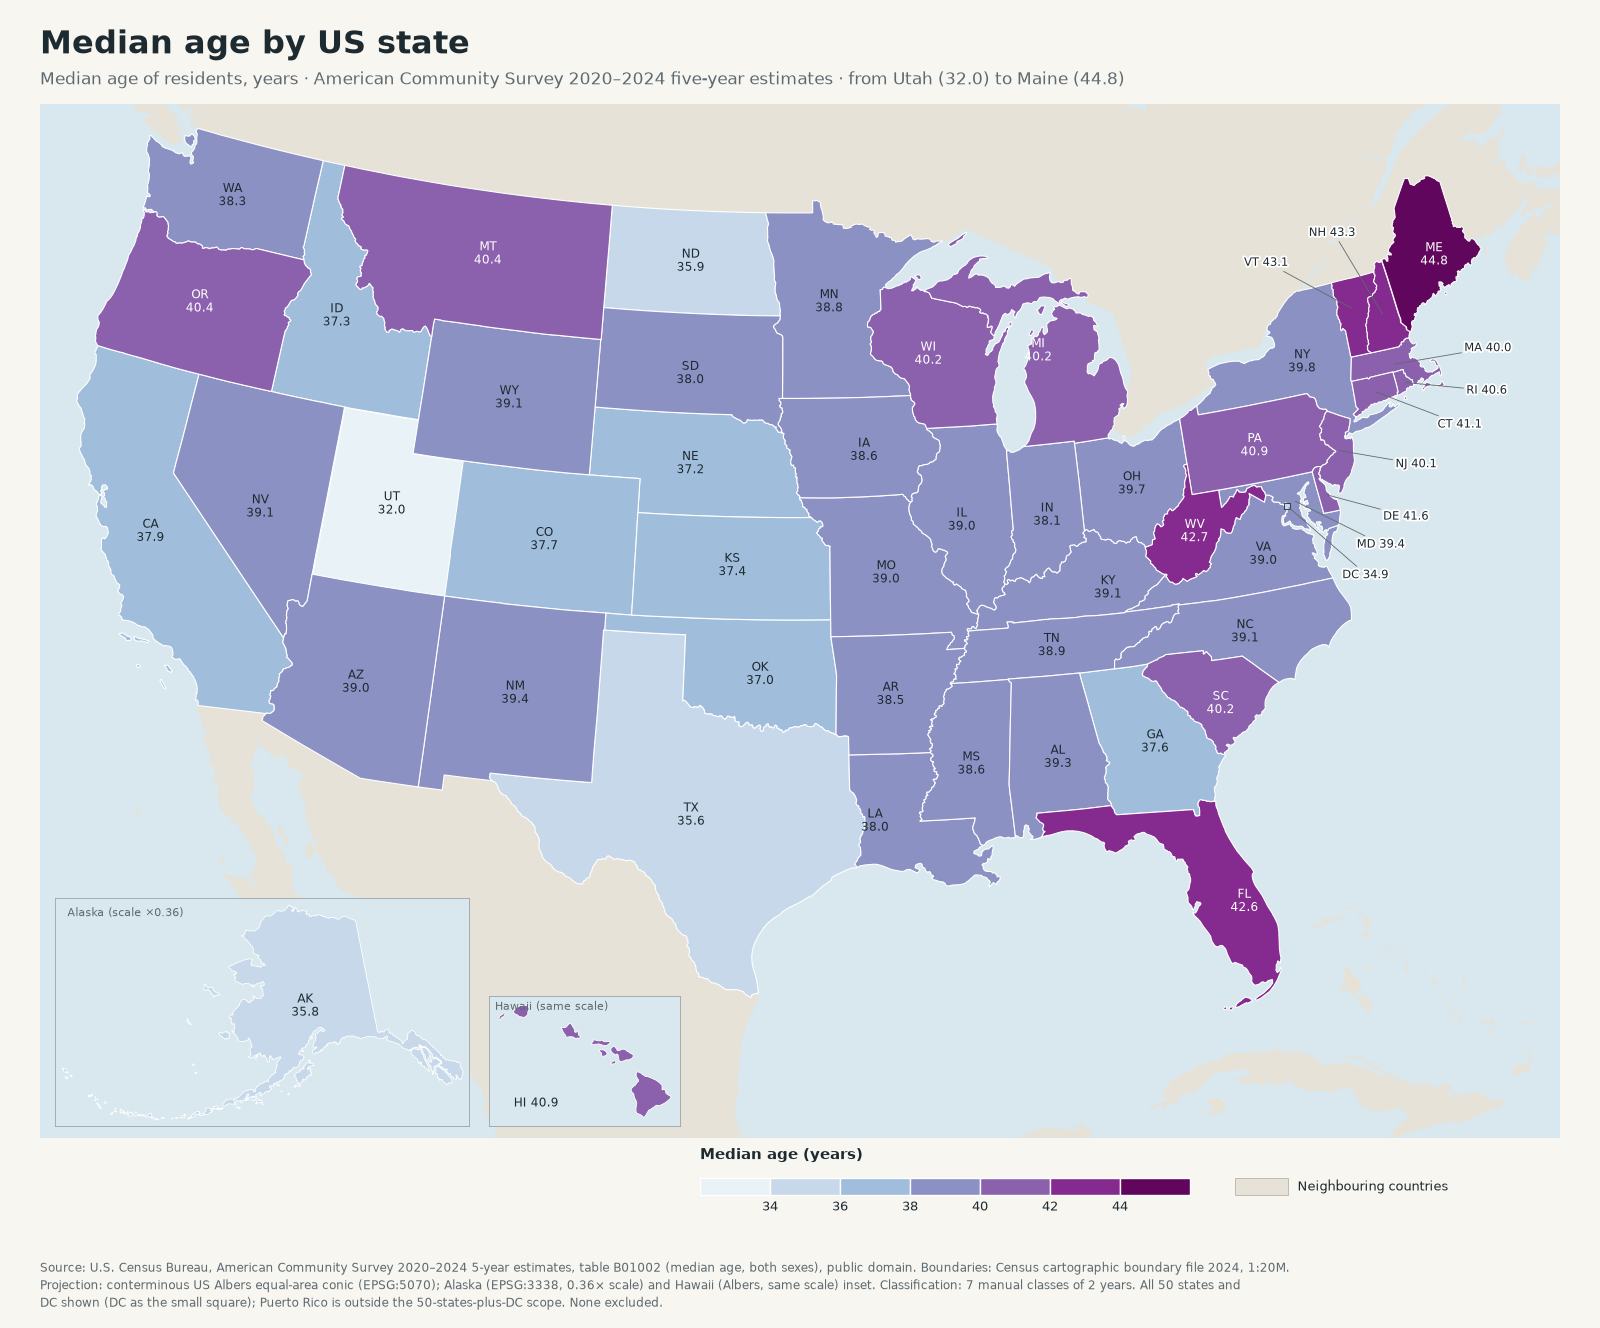 Median age by US state
Median age of residents, years · American Community Survey 2020–2024 five-year estimates · from Utah (32.0) to Maine (44.8)
WA
38.3
OR
40.4
ID
37.3
MT
40.4
ND
35.9
MN
38.8
SD
38.0
WY
39.1
WI
40.2
MI
40.2
NH 43.3
VT 43.1
ME
44.8
NY
39.8
MA 40.0
RI 40.6
CT 41.1
PA
40.9
NJ 40.1
DE 41.6
MD 39.4
DC 34.9
CA
37.9
NV
39.1
UT
32.0
CO
37.7
NE
37.2
KS
37.4
IA
38.6
MO
39.0
IL
39.0
IN
38.1
OH
39.7
WV
42.7
VA
39.0
KY
39.1
TN
38.9
NC
39.1
SC
40.2
GA
37.6
AL
39.3
MS
38.6
AR
38.5
LA
38.0
OK
37.0
TX
35.6
NM
39.4
AZ
39.0
FL
42.6
Alaska (scale ×0.36)
AK
35.8
Hawaii (same scale)
HI 40.9
Median age (years)
34 36 38 40 42 44
Neighbouring countries
Source: U.S. Census Bureau, American Community Survey 2020–2024 5-year estimates, table B01002 (median age, both sexes), public domain. Boundaries: Census cartographic boundary file 2024, 1:20M.
Projection: conterminous US Albers equal-area conic (EPSG:5070); Alaska (EPSG:3338, 0.36× scale) and Hawaii (Albers, same scale) inset. Classification: 7 manual classes of 2 years. All 50 states and
DC shown (DC as the small square); Puerto Rico is outside the 50-states-plus-DC scope. None excluded.